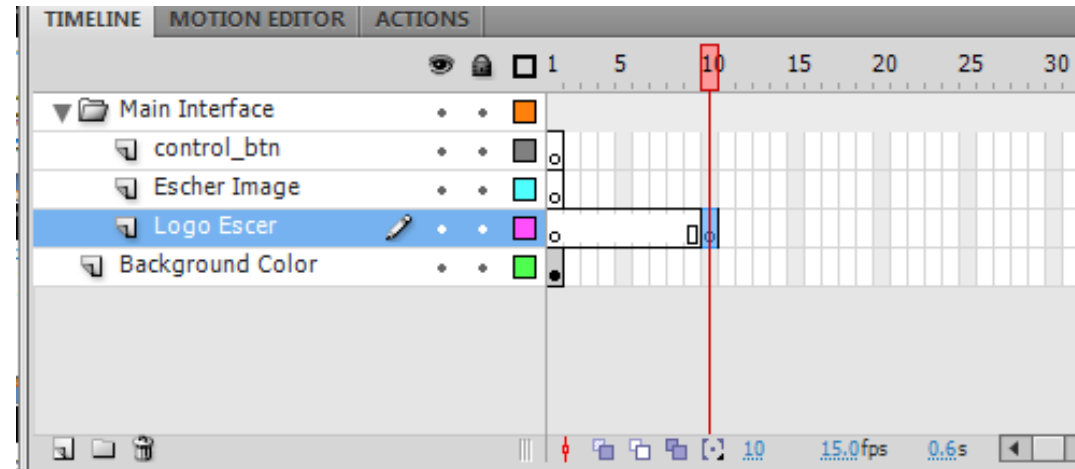 TIMELINE MOTION EDITOR ACTIONS
1 5 10 15 20 25 30
Main Interface
control_btn
Escher Image
Logo Escer
Background Color
10 15.0fps 0.6s